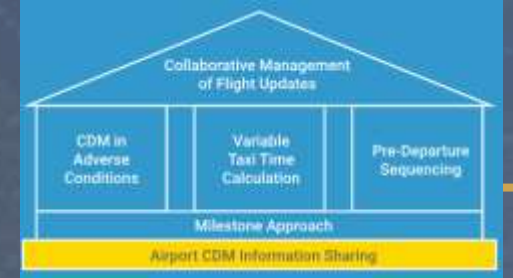 Collaborative Management
of Flight Updates
CDM in
Adverse
Conditions
Variable
Taxi Time
Calculation
Pre-Departure
Sequencing
Milestone Approach
Airport CDM Information Sharing